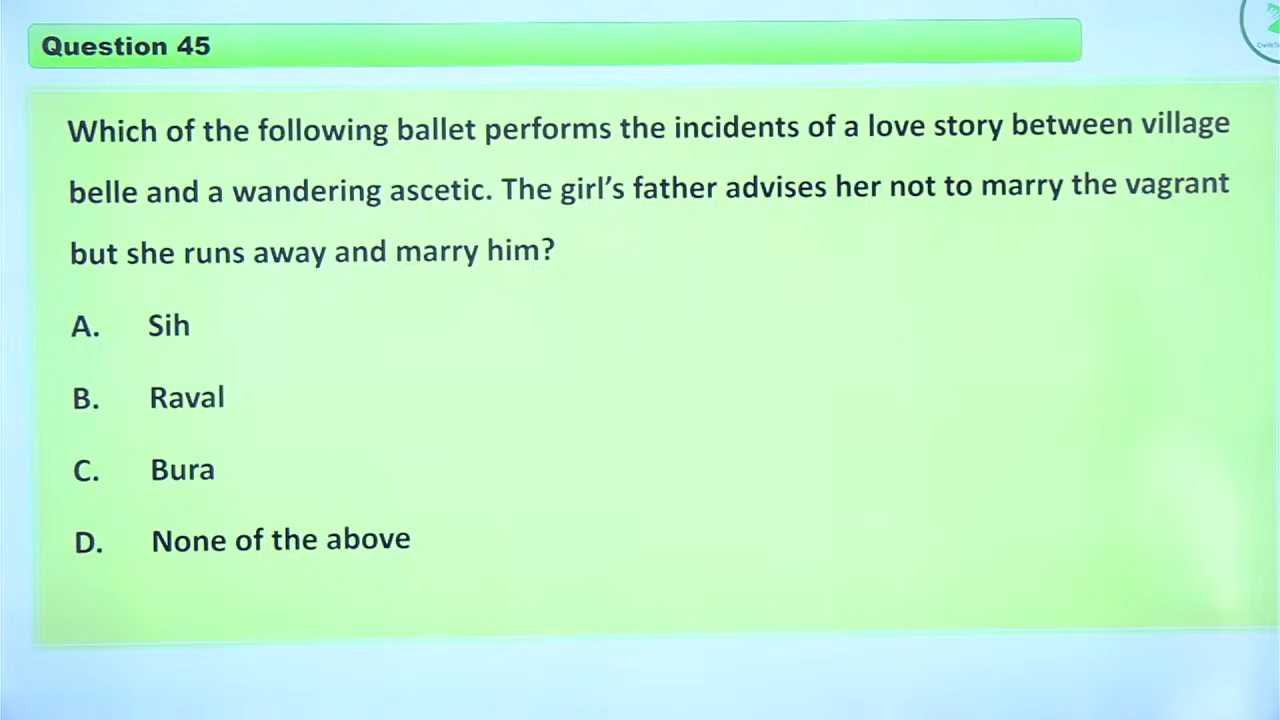 Question 45
Which of the following ballet performs the incidents of a love story between village
belle and a wandering ascetic. The girl’s father advises her not to marry the vagrant
but she runs away and marry him?
A. Sih
B. Raval
C. Bura
D. None of the above